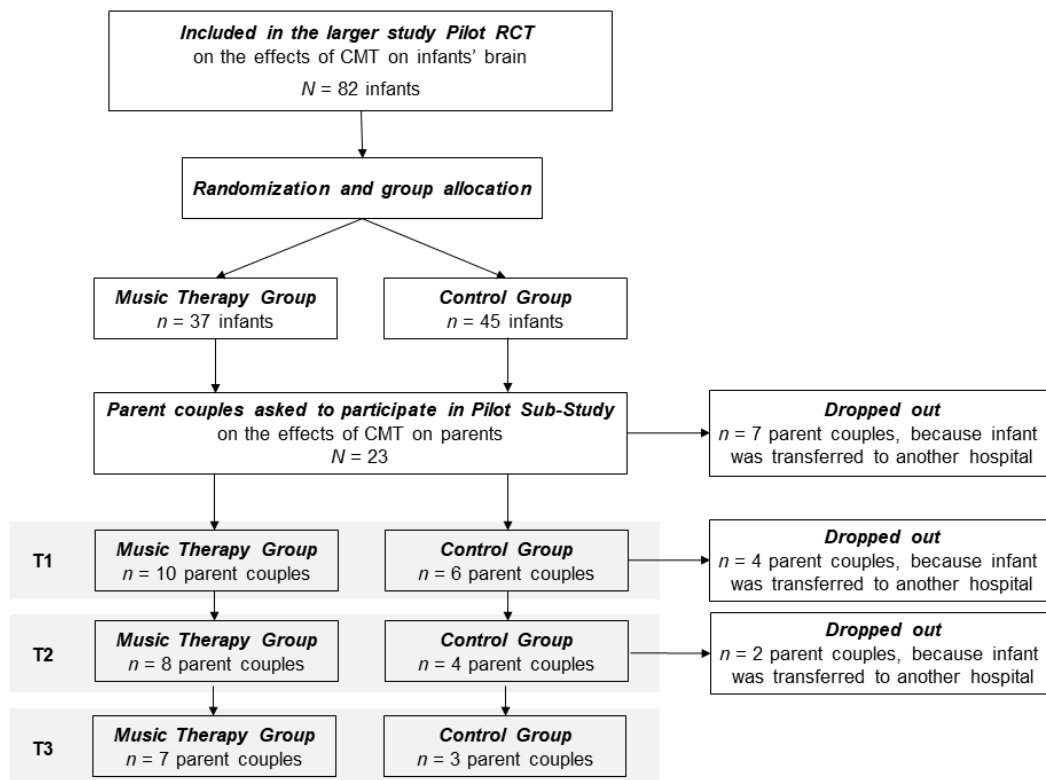 Included in the larger study Pilot RCT
on the effects of CMT on infants' brain
N = 82 infants
Randomization and group allocation
Music Therapy Group
n = 37 infants
Control Group
n = 45 infants
Parent couples asked to participate in Pilot Sub-Study
on the effects of CMT on parents
N = 23
Dropped out
n = 7 parent couples, because infant
was transferred to another hospital
T1
Music Therapy Group
n = 10 parent couples
Control Group
n = 6 parent couples
Dropped out
n = 4 parent couples, because infant
was transferred to another hospital
T2
Music Therapy Group
n = 8 parent couples
Control Group
n = 4 parent couples
Dropped out
n = 2 parent couples, because infant
was transferred to another hospital
T3
Music Therapy Group
n = 7 parent couples
Control Group
n = 3 parent couples